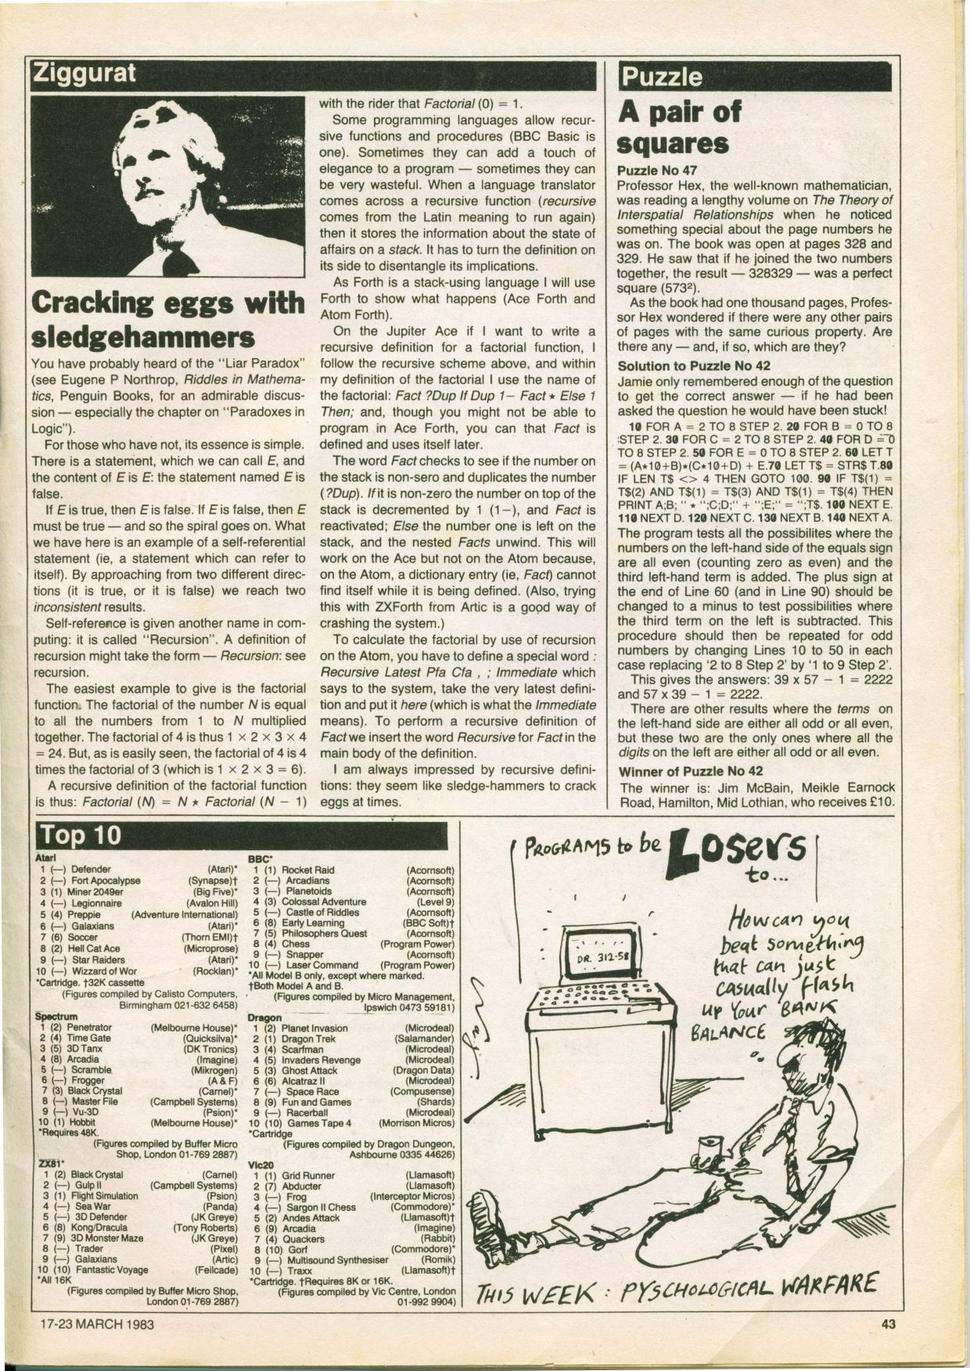 Ziggurat
Cracking eggs with
sledgehammers
You have probably heard of the "Liar Paradox"
(see Eugene P Northrop, Riddles in Mathema-
tics, Penguin Books, for an admirable discus-
sion — especially the chapter on "Paradoxes in
Logic").
For those who have not, its essence is simple.
There is a statement, which we can call E, and
the content of E is E: the statement named E is
false.
If E is true, then E is false. If E is false, then E
must be true — and so the spiral goes on. What
we have here is an example of a self-referential
statement (ie, a statement which can refer to
itself). By approaching from two different direc-
tions (it is true, or it is false) we reach two
inconsistent results.
Self-reference is given another name in com-
puting: it is called "Recursion". A definition of
recursion might take the form — Recursion: see
recursion.
The easiest example to give is the factorial
function. The factorial of the number N is equal
to all the numbers from 1 to N multiplied
together. The factorial of 4 is thus 1 × 2 × 3 × 4
= 24. But, as is easily seen, the factorial of 4 is 4
times the factorial of 3 (which is 1 × 2 × 3 = 6).
A recursive definition of the factorial function
is thus: Factorial (N) = N ★ Factorial (N − 1)
with the rider that Factorial (0) = 1.
Some programming languages allow recur-
sive functions and procedures (BBC Basic is
one). Sometimes they can add a touch of
elegance to a program — sometimes they can
be very wasteful. When a language translator
comes across a recursive function (recursive
comes from the Latin meaning to run again)
then it stores the information about the state of
affairs on a stack. It has to turn the definition on
its side to disentangle its implications.
As Forth is a stack-using language I will use
Forth to show what happens (Ace Forth and
Atom Forth).
On the Jupiter Ace if I want to write a
recursive definition for a factorial function, I
follow the recursive scheme above, and within
my definition of the factorial I use the name of
the factorial: Fact ?Dup If Dup 1− Fact ★ Else 1
Then; and, though you might not be able to
program in Ace Forth, you can that Fact is
defined and uses itself later.
The word Fact checks to see if the number on
the stack is non-sero and duplicates the number
(?Dup). If it is non-zero the number on top of the
stack is decremented by 1 (1−), and Fact is
reactivated; Else the number one is left on the
stack, and the nested Facts unwind. This will
work on the Ace but not on the Atom because,
on the Atom, a dictionary entry (ie, Fact) cannot
find itself while it is being defined. (Also, trying
this with ZXForth from Artic is a good way of
crashing the system.)
To calculate the factorial by use of recursion
on the Atom, you have to define a special word :
Recursive Latest Pfa Cfa , ; Immediate which
says to the system, take the very latest defini-
tion and put it here (which is what the Immediate
means). To perform a recursive definition of
Fact we insert the word Recursive for Fact in the
main body of the definition.
I am always impressed by recursive defini-
tions: they seem like sledge-hammers to crack
eggs at times.
Puzzle
A pair of
squares
Puzzle No 47
Professor Hex, the well-known mathematician,
was reading a lengthy volume on The Theory of
Interspatial Relationships when he noticed
something special about the page numbers he
was on. The book was open at pages 328 and
329. He saw that if he joined the two numbers
together, the result — 328329 — was a perfect
square (573²).
As the book had one thousand pages, Profes-
sor Hex wondered if there were any other pairs
of pages with the same curious property. Are
there any — and, if so, which are they?
Solution to Puzzle No 42
Jamie only remembered enough of the question
to get the correct answer — if he had been
asked the question he would have been stuck!
10 FOR A = 2 TO 8 STEP 2. 20 FOR B = 0 TO 8
STEP 2. 30 FOR C = 2 TO 8 STEP 2. 40 FOR D = 0
TO 8 STEP 2. 50 FOR E = 0 TO 8 STEP 2. 60 LET T
= (A*10+B)*(C*10+D) + E. 70 LET T$ = STR$ T. 80
IF LEN T$ <> 4 THEN GOTO 100. 90 IF T$(1) =
T$(2) AND T$(1) = T$(3) AND T$(1) = T$(4) THEN
PRINT A;B; " * ";C;D;" + ";E;" = ";T$. 100 NEXT E.
110 NEXT D. 120 NEXT C. 130 NEXT B. 140 NEXT A.
The program tests all the possibilites where the
numbers on the left-hand side of the equals sign
are all even (counting zero as even) and the
third left-hand term is added. The plus sign at
the end of Line 60 (and in Line 90) should be
changed to a minus to test possibilities where
the third term on the left is subtracted. This
procedure should then be repeated for odd
numbers by changing Lines 10 to 50 in each
case replacing '2 to 8 Step 2' by '1 to 9 Step 2'.
This gives the answers: 39 x 57 − 1 = 2222
and 57 x 39 − 1 = 2222.
There are other results where the terms on
the left-hand side are either all odd or all even,
but these two are the only ones where all the
digits on the left are either all odd or all even.
Winner of Puzzle No 42
The winner is: Jim McBain, Meikle Earnock
Road, Hamilton, Mid Lothian, who receives £10.
Top 10
Atari
1 (—) Defender (Atari)*
2 (—) Fort Apocalypse (Synapse)†
3 (1) Miner 2049er (Big Five)*
4 (—) Legionnaire (Avalon Hill)
5 (4) Preppie (Adventure International)
6 (—) Galaxians (Atari)*
7 (6) Soccer (Thorn EMI)†
8 (2) Hell Cat Ace (Microprose)
9 (—) Star Raiders (Atari)*
10 (—) Wizzard of Wor (Rocklan)*
*Cartridge. †32K cassette
(Figures compiled by Calisto Computers,
Birmingham 021-632 6458)
Spectrum
1 (2) Penetrator (Melbourne House)*
2 (4) Time Gate (Quicksilva)*
3 (5) 3D Tanx (DK Tronics)
4 (8) Arcadia (Imagine)
5 (—) Scramble (Mikrogen)
6 (—) Frogger (A & F)
7 (3) Black Crystal (Carnel)*
8 (—) Master File (Campbell Systems)
9 (—) Vu-3D (Psion)*
10 (1) Hobbit (Melbourne House)*
*Requires 48K.
(Figures compiled by Buffer Micro
Shop, London 01-769 2887)
ZX81*
1 (2) Black Crystal (Carnel)
2 (—) Gulp II (Campbell Systems)
3 (1) Flight Simulation (Psion)
4 (—) Sea War (Panda)
5 (—) 3D Defender (JK Greye)
6 (8) Kong/Dracula (Tony Roberts)
7 (9) 3D Monster Maze (JK Greye)
8 (—) Trader (Pixel)
9 (—) Galaxians (Artic)
10 (10) Fantastic Voyage (Feilcade)
*All 16K
(Figures compiled by Buffer Micro Shop,
London 01-769 2887)
BBC*
1 (1) Rocket Raid (Acornsoft)
2 (—) Arcadians (Acornsoft)
3 (—) Planetoids (Acornsoft)
4 (3) Colossal Adventure (Level 9)
5 (—) Castle of Riddles (Acornsoft)
6 (8) Early Learning (BBC Soft)†
7 (5) Philosophers Quest (Acornsoft)
8 (4) Chess (Program Power)
9 (—) Snapper (Acornsoft)
10 (—) Laser Command (Program Power)
*All Model B only, except where marked.
†Both Model A and B.
(Figures compiled by Micro Management,
Ipswich 0473 59181)
Dragon
1 (2) Planet Invasion (Microdeal)
2 (1) Dragon Trek (Salamander)
3 (4) Scarfman (Microdeal)
4 (5) Invaders Revenge (Microdeal)
5 (3) Ghost Attack (Dragon Data)
6 (6) Alcatraz II (Microdeal)
7 (—) Space Race (Compusense)
8 (9) Fun and Games (Shards)
9 (—) Racerball (Microdeal)
10 (10) Games Tape 4 (Morrison Micros)
*Cartridge
(Figures compiled by Dragon Dungeon,
Ashbourne 0335 44626)
Vic20
1 (1) Grid Runner (Llamasoft)
2 (7) Abducter (Llamasoft)
3 (—) Frog (Interceptor Micros)
4 (—) Sargon II Chess (Commodore)*
5 (2) Andes Attack (Llamasoft)†
6 (9) Arcadia (Imagine)
7 (4) Quackers (Rabbit)
8 (10) Gorf (Commodore)*
9 (—) Multisound Synthesiser (Romik)
10 (—) Traxx (Llamasoft)†
*Cartridge. †Requires 8K or 16K.
(Figures compiled by Vic Centre, London
01-992 9904)
PROGRAMS to be LOSERS
to...
DR. 312·58
How can you
beat something
that can just
casually flash
up your BANK
BALANCE
THIS WEEK : PYSCHOLOGICAL WARFARE
17-23 MARCH 1983
43